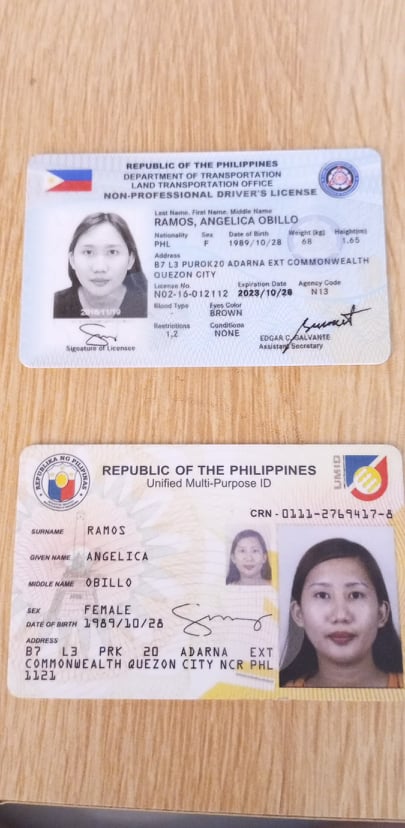 REPUBLIC OF THE PHILIPPINES
DEPARTMENT OF TRANSPORTATION
LAND TRANSPORTATION OFFICE
NON-PROFESSIONAL DRIVER'S LICENSE
Last Name, First Name, Middle Name
RAMOS, ANGELICA OBILLO
Nationality Sex Date of Birth Weight (kg) Height(m)
PHL F 1989/10/28 68 1.65
Address
B7 L3 PUROK20 ADARNA EXT COMMONWEALTH
QUEZON CITY
License No. Expiration Date Agency Code
N02-16-012112 2023/10/28 N13
Blood Type Eyes Color
- BROWN
Restrictions Conditions
1,2 NONE
Signature of Licensee
EDGAR C. GALVANTE
Assistant Secretary
REPUBLIKA NG PILIPINAS
REPUBLIC OF THE PHILIPPINES
Unified Multi-Purpose ID
UMID
CRN-0111-2769417-8
SURNAME RAMOS
GIVEN NAME ANGELICA
MIDDLE NAME OBILLO
SEX FEMALE
DATE OF BIRTH 1989/10/28
ADDRESS
B7 L3 PRK 20 ADARNA EXT
COMMONWEALTH QUEZON CITY NCR PHL
1121